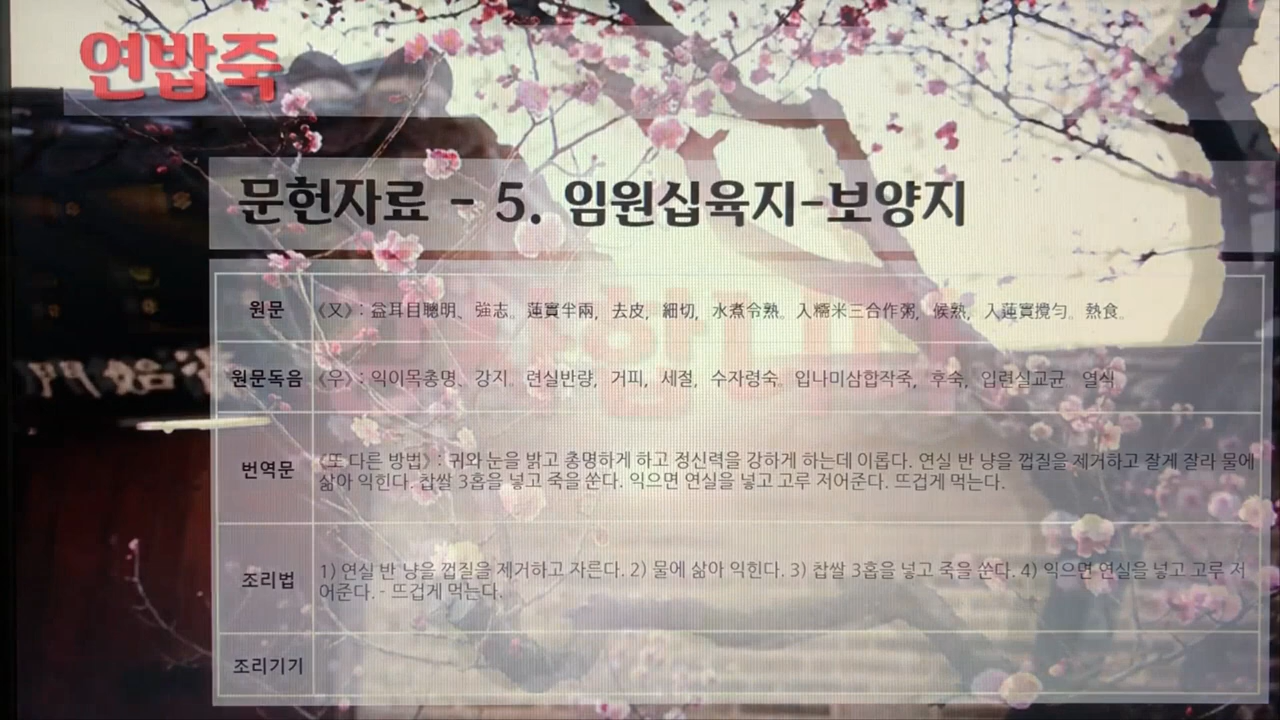 연밥죽
문헌자료 - 5. 임원십육지-보양지
원문 《又》: 益耳目聰明、強志。蓮實半兩, 去皮, 細切, 水煮令熟。入糯米三合作粥, 候熟, 入蓮實攪勻。熱食。
원문독음 《우》: 익이목총명、강지。련실반량, 거피, 세절, 수자령숙。입나미삼합작죽, 후숙, 입련실교균 열식
번역문 《또 다른 방법》: 귀와 눈을 밝고 총명하게 하고 정신력을 강하게 하는데 이롭다. 연실 반 냥을 껍질을 제거하고 잘게 잘라 물에
삶아 익힌다. 찹쌀 3홉을 넣고 죽을 쑨다. 익으면 연실을 넣고 고루 저어준다. 뜨겁게 먹는다.
조리법 1) 연실 반 냥을 껍질을 제거하고 자른다. 2) 물에 삶아 익힌다. 3) 찹쌀 3홉을 넣고 죽을 쑨다. 4) 익으면 연실을 넣고 고루 저
어준다. - 뜨겁게 먹는다.
조리기기